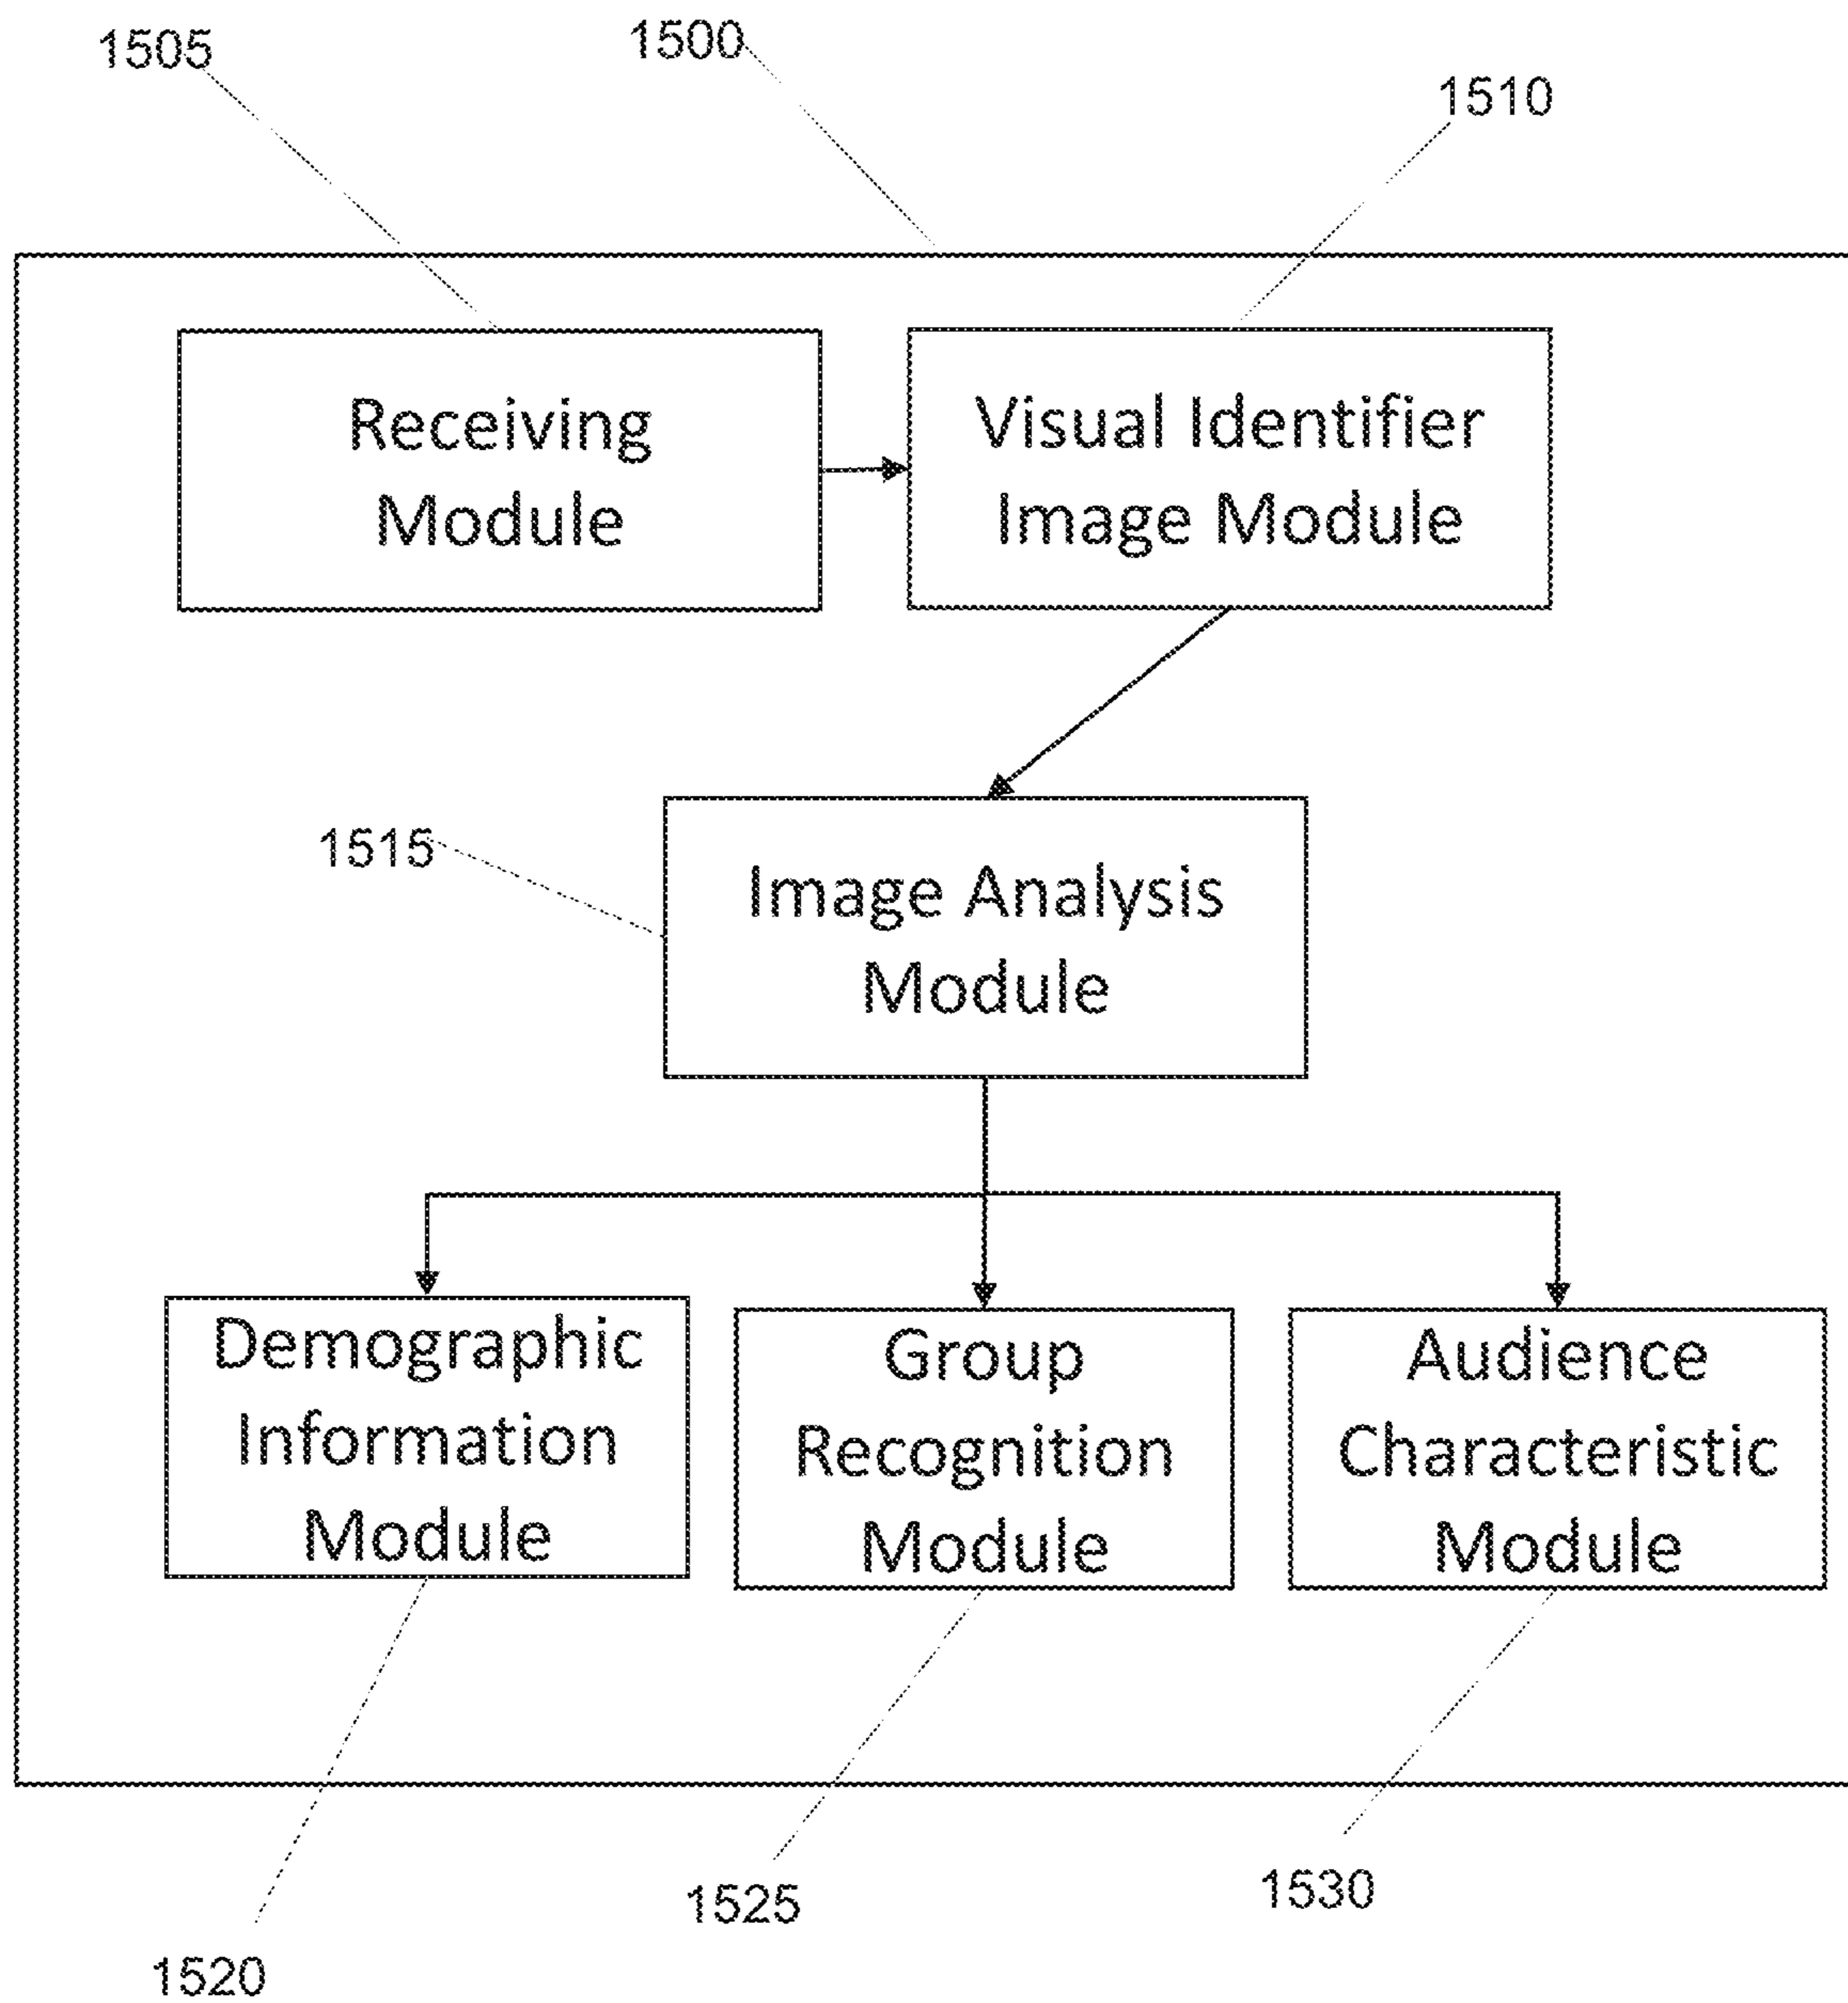 1505
1500
1510
Receiving
Module
Visual Identifier
Image Module
1515
Image Analysis
Module
Demographic
Information
Module
Group
Recognition
Module
Audience
Characteristic
Module
1520
1525
1530